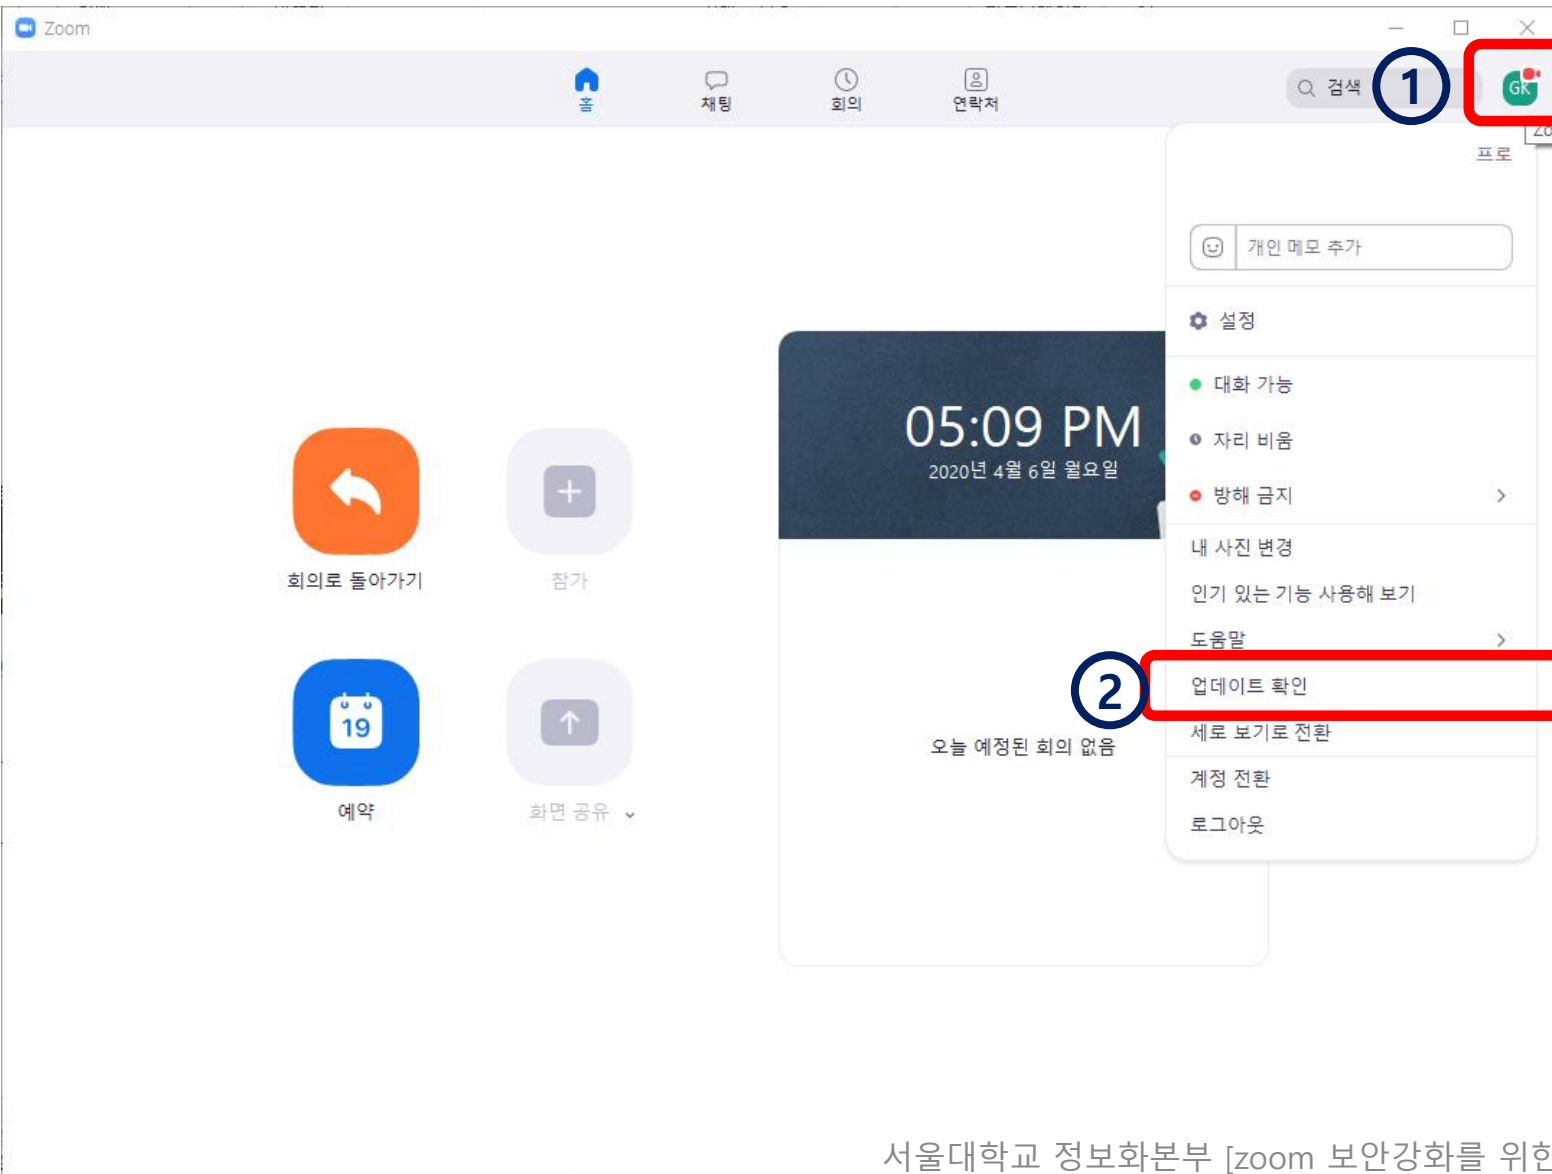 Zoom
홈
채팅
회의
연락처
검색
1
GK
프로
개인 메모 추가
설정
대화 가능
자리 비움
방해 금지
내 사진 변경
인기 있는 기능 사용해 보기
도움말
2
업데이트 확인
세로 보기로 전환
계정 전환
로그아웃
05:09 PM
2020년 4월 6일 월요일
오늘 예정된 회의 없음
회의로 돌아가기
참가
19
예약
화면 공유
서울대학교 정보화본부 [zoom 보안강화를 위한